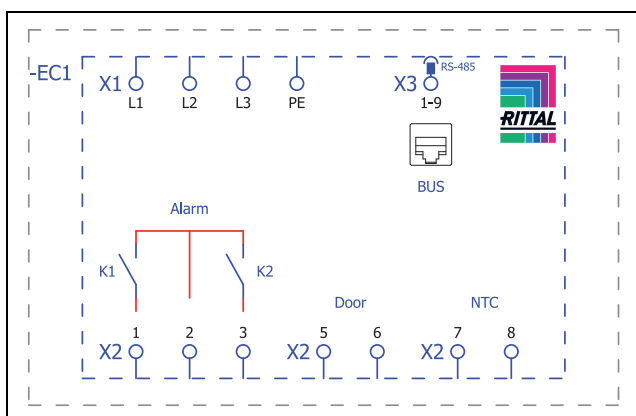 -EC1
X1 L1 L2 L3 PE
X3 RS-485
1-9
RITTAL
BUS
Alarm
K1 K2
Door NTC
X2 1 2 3 X2 5 6 X2 7 8